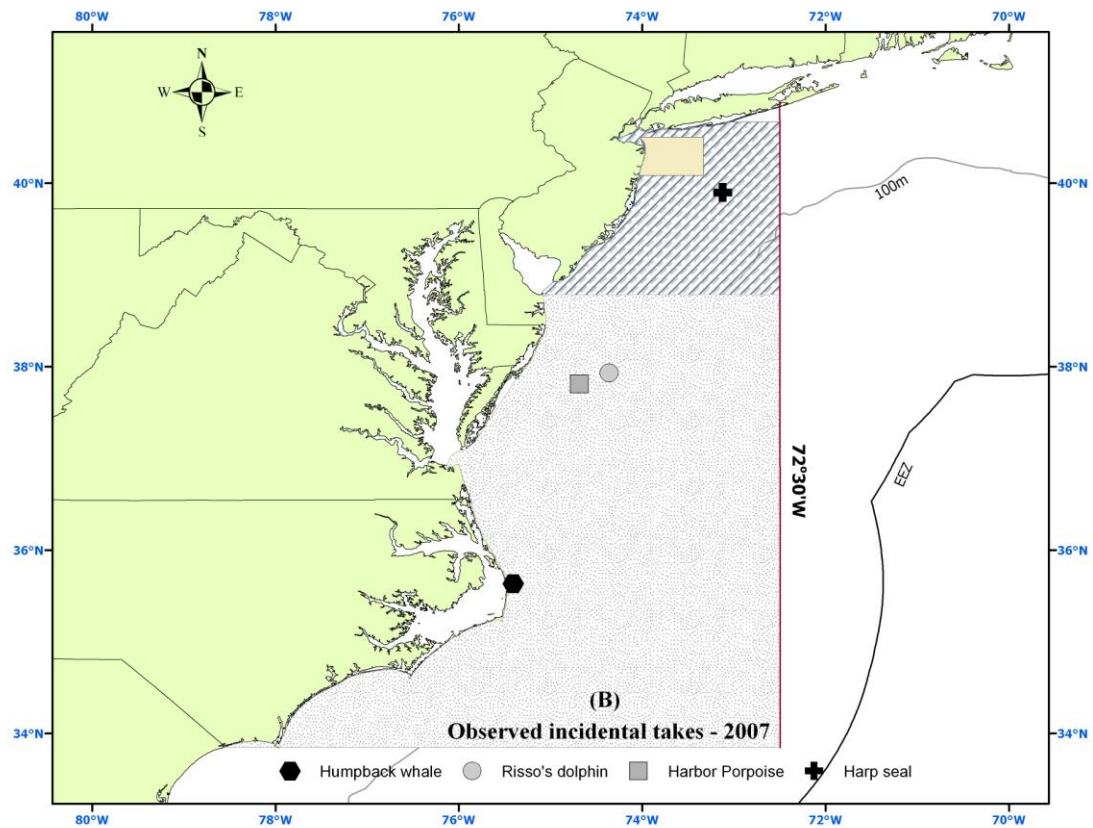 80°W 78°W 76°W 74°W 72°W 70°W
N
W E
S
40°N 40°N
100m
38°N 38°N
72°30'W
EEZ
36°N 36°N
34°N 34°N
(B)
Observed incidental takes - 2007
Humpback whale Risso's dolphin Harbor Porpoise Harp seal
80°W 78°W 76°W 74°W 72°W 70°W